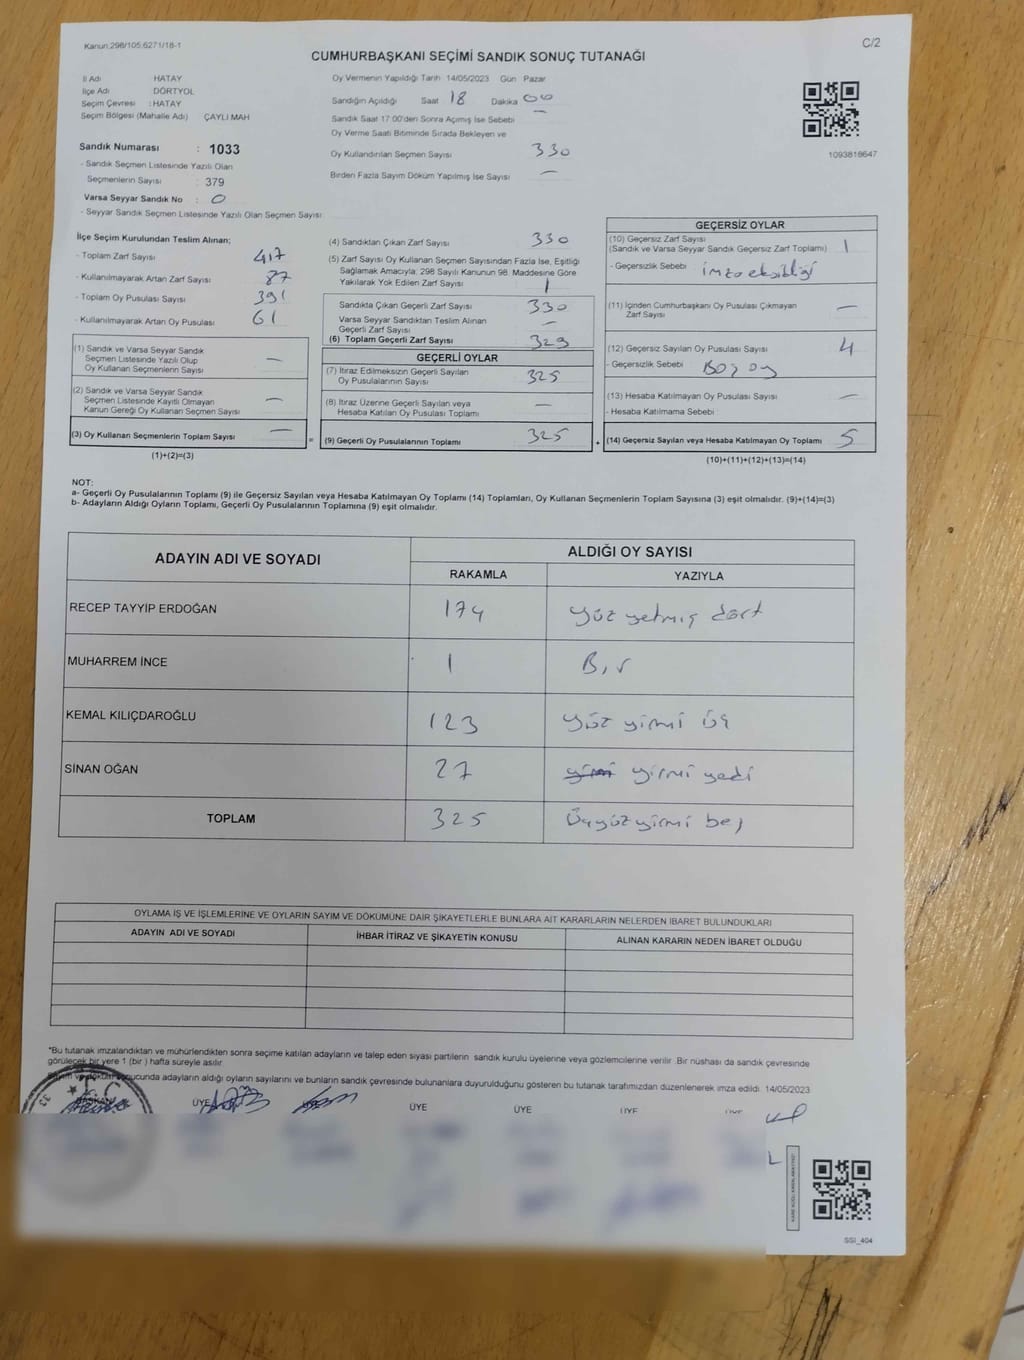 Kanun:298/105,6271/18-1
C/2
CUMHURBAŞKANI SEÇİMİ SANDIK SONUÇ TUTANAĞI
İl Adı HATAY
İlçe Adı DÖRTYOL
Seçim Çevresi : HATAY
Seçim Bölgesi (Mahalle Adı) ÇAYLI MAH
Sandık Numarası : 1033
- Sandık Seçmen Listesinde Yazılı Olan
Seçmenlerin Sayısı : 379
Varsa Seyyar Sandık No : 0
- Seyyar Sandık Seçmen Listesinde Yazılı Olan Seçmen Sayısı
Oy Vermenin Yapıldığı Tarih 14/05/2023 Gün Pazar
Sandığın Açıldığı Saat 18 Dakika 00
Sandık Saat 17:00'den Sonra Açımış İse Sebebi —
Oy Verme Saati Bitiminde Sırada Bekleyen ve
Oy Kullandırılan Seçmen Sayısı 330
Birden Fazla Sayım Döküm Yapılmış İse Sayısı —
1093818647
İlçe Seçim Kurulundan Teslim Alınan;
- Toplam Zarf Sayısı 417
- Kullanılmayarak Artan Zarf Sayısı 87
- Toplam Oy Pusulası Sayısı 391
- Kullanılmayarak Artan Oy Pusulası 61
(1) Sandık ve Varsa Seyyar Sandık
Seçmen Listesinde Yazılı Olup
Oy Kullanan Seçmenlerin Sayısı —
(2) Sandık ve Varsa Seyyar Sandık
Seçmen Listesinde Kayıtlı Olmayan
Kanun Gereği Oy Kullanan Seçmen Sayısı —
(3) Oy Kullanan Seçmenlerin Toplam Sayısı —
(1)+(2)=(3)
(4) Sandıktan Çıkan Zarf Sayısı 330
(5) Zarf Sayısı Oy Kullanan Seçmen Sayısından Fazla İse, Eşitliği
Sağlamak Amacıyla; 298 Sayılı Kanunun 98. Maddesine Göre
Yakılarak Yok Edilen Zarf Sayısı 1
Sandıkta Çıkan Geçerli Zarf Sayısı 330
Varsa Seyyar Sandıktan Teslim Alınan
Geçerli Zarf Sayısı —
(6) Toplam Geçerli Zarf Sayısı 329
GEÇERLİ OYLAR
(7) İtiraz Edilmeksizin Geçerli Sayılan
Oy Pusulalarının Sayısı 325
(8) İtiraz Üzerine Geçerli Sayılan veya
Hesaba Katılan Oy Pusulası Toplamı —
= (9) Geçerli Oy Pusulalarının Toplamı 325
GEÇERSİZ OYLAR
(10) Geçersiz Zarf Sayısı
(Sandık ve Varsa Seyyar Sandık Geçersiz Zarf Toplamı) 1
- Geçersizlik Sebebi imza eksikliği
(11) İçinden Cumhurbaşkanı Oy Pusulası Çıkmayan
Zarf Sayısı —
(12) Geçersiz Sayılan Oy Pusulası Sayısı 4
- Geçersizlik Sebebi Boş oy
(13) Hesaba Katılmayan Oy Pusulası Sayısı —
- Hesaba Katılmama Sebebi
+ (14) Geçersiz Sayılan veya Hesaba Katılmayan Oy Toplamı 5
(10)+(11)+(12)+(13)=(14)
NOT:
a- Geçerli Oy Pusulalarının Toplamı (9) ile Geçersiz Sayılan veya Hesaba Katılmayan Oy Toplamı (14) Toplamları, Oy Kullanan Seçmenlerin Toplam Sayısına (3) eşit olmalıdır. (9)+(14)=(3)
b- Adayların Aldığı Oyların Toplamı, Geçerli Oy Pusulalarının Toplamına (9) eşit olmalıdır.
ADAYIN ADI VE SOYADI ALDIĞI OY SAYISI
RAKAMLA YAZIYLA
RECEP TAYYİP ERDOĞAN 174 yüz yetmiş dört
MUHARREM İNCE 1 Bir
KEMAL KILIÇDAROĞLU 123 yüz yirmi üç
SİNAN OĞAN 27 yirmi yedi
TOPLAM 325 Üçyüzyirmi beş
OYLAMA İŞ VE İŞLEMLERİNE VE OYLARIN SAYIM VE DÖKÜMÜNE DAİR ŞİKAYETLERLE BUNLARA AİT KARARLARIN NELERDEN İBARET BULUNDUKLARI
ADAYIN ADI VE SOYADI İHBAR İTİRAZ VE ŞİKAYETİN KONUSU ALINAN KARARIN NEDEN İBARET OLDUĞU
*Bu tutanak imzalandıktan ve mühürlendikten sonra seçime katılan adayların ve talep eden siyasi partilerin sandık kurulu üyelerine veya gözlemcilerine verilir. Bir nüshası da sandık çevresinde
görülecek bir yere 1 (bir ) hafta süreyle asılır.
Sayım ve döküm sonucunda adayların aldığı oyların sayılarını ve bunların sandık çevresinde bulunanlara duyurulduğunu gösteren bu tutanak tarafımızdan düzenlenerek imza edildi. 14/05/2023
BAŞKAN ÜYE ÜYE ÜYE ÜYE
T.C.
SSİ_404